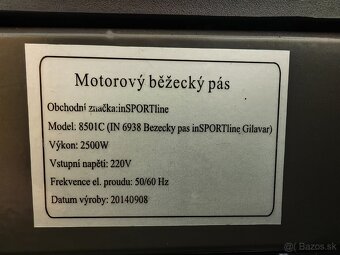 Motorový běžecký pás
Obchodní značka:inSPORTline
Model: 8501C (IN 6938 Bezecky pas inSPORTline Gilavar)
Výkon: 2500W
Vstupní napětí: 220V
Frekvence el. proudu: 50/60 Hz
Datum výroby: 20140908
Bazos.sk